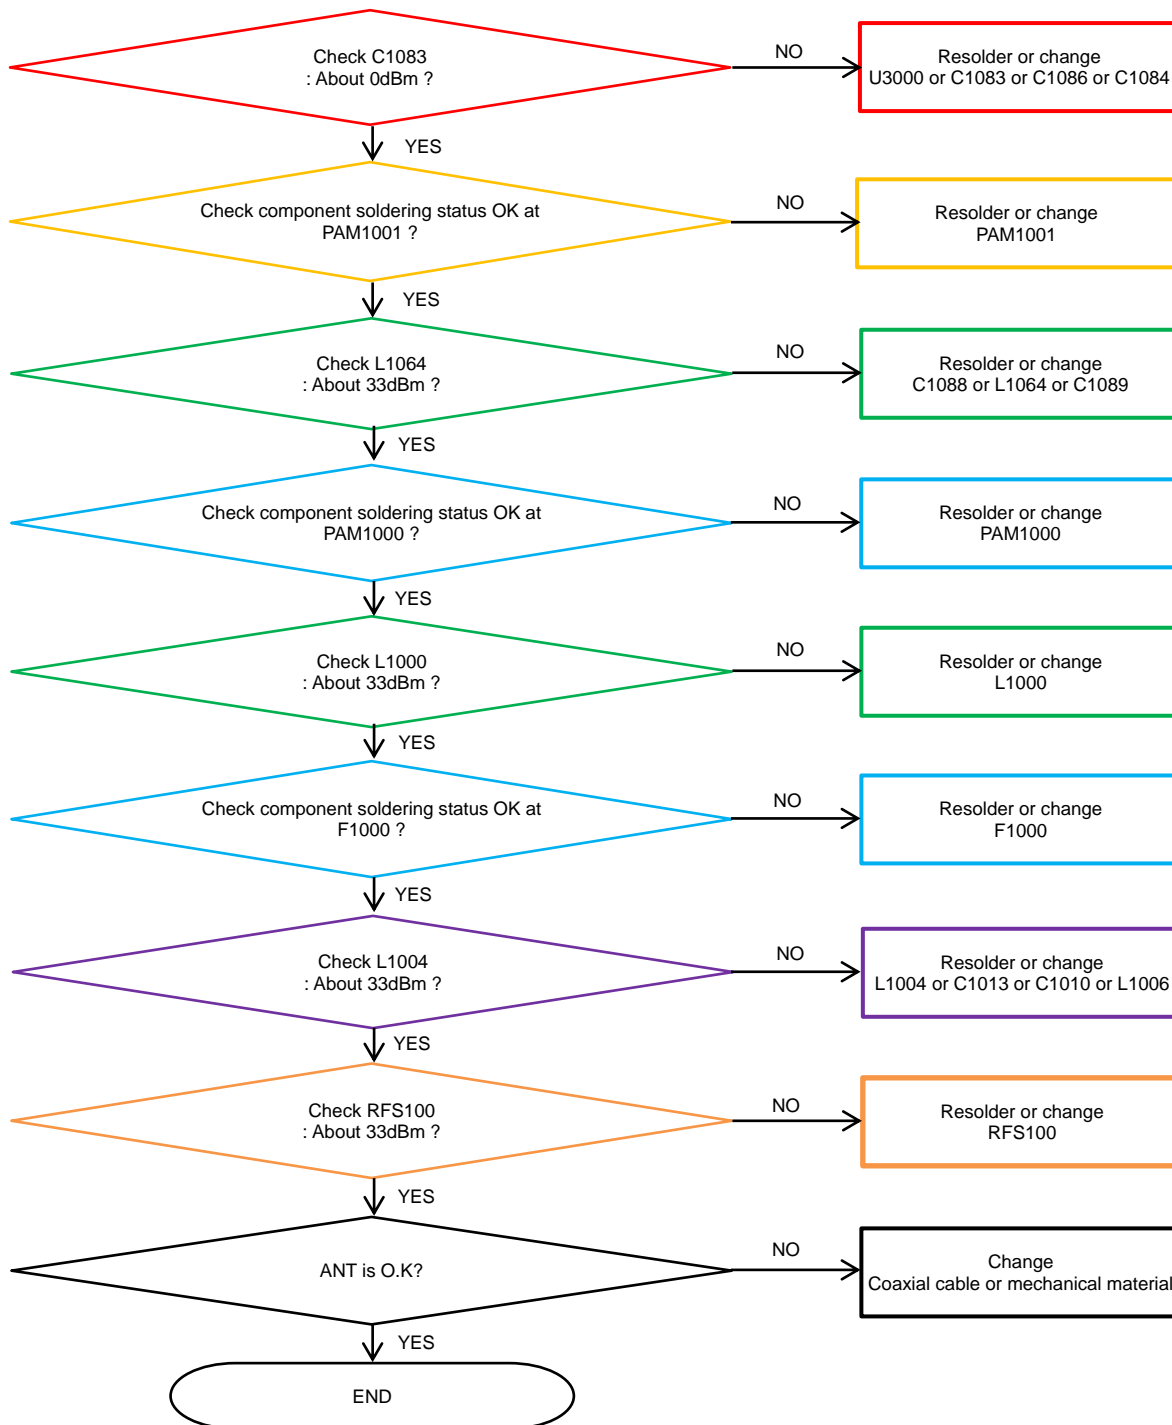 Check C1083
: About 0dBm ?
NO
Resolder or change
U3000 or C1083 or C1086 or C1084
YES
Check component soldering status OK at
PAM1001 ?
NO
Resolder or change
PAM1001
YES
Check L1064
: About 33dBm ?
NO
Resolder or change
C1088 or L1064 or C1089
YES
Check component soldering status OK at
PAM1000 ?
NO
Resolder or change
PAM1000
YES
Check L1000
: About 33dBm ?
NO
Resolder or change
L1000
YES
Check component soldering status OK at
F1000 ?
NO
Resolder or change
F1000
YES
Check L1004
: About 33dBm ?
NO
Resolder or change
L1004 or C1013 or C1010 or L1006
YES
Check RFS100
: About 33dBm ?
NO
Resolder or change
RFS100
YES
ANT is O.K?
NO
Change
Coaxial cable or mechanical material
YES
END